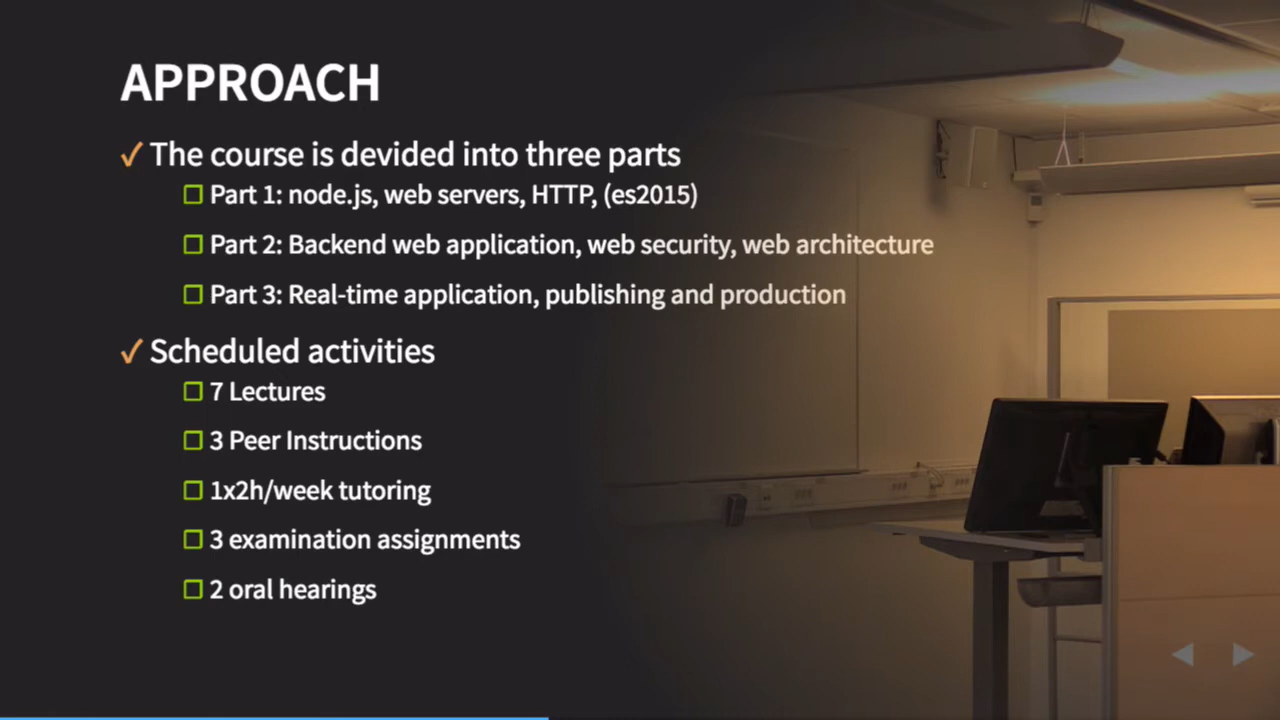 APPROACH
The course is devided into three parts
Part 1: node.js, web servers, HTTP, (es2015)
Part 2: Backend web application, web security, web architecture
Part 3: Real-time application, publishing and production
Scheduled activities
7 Lectures
3 Peer Instructions
1x2h/week tutoring
3 examination assignments
2 oral hearings